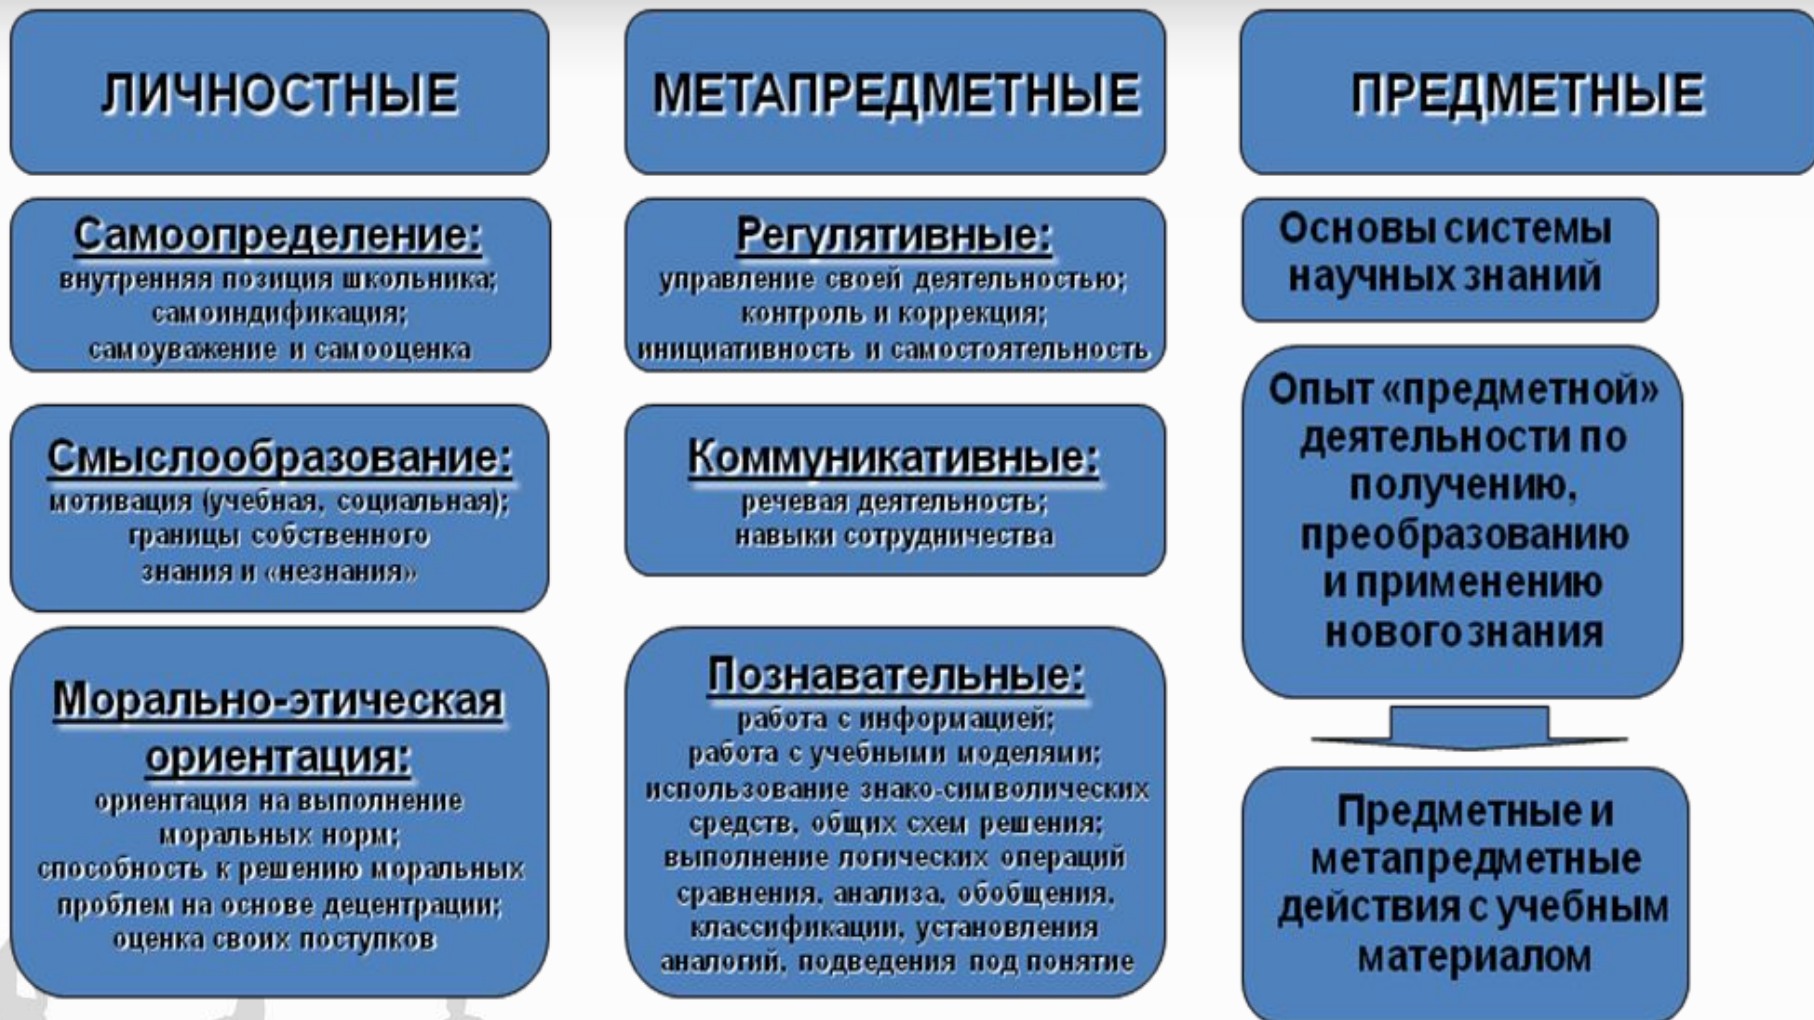 ЛИЧНОСТНЫЕ
Самоопределение:
внутренняя позиция школьника;
самоиндификация;
самоуважение и самооценка
Смыслообразование:
мотивация (учебная, социальная);
границы собственного
знания и «незнания»
Морально-этическая
ориентация:
ориентация на выполнение
моральных норм;
способность к решению моральных
проблем на основе децентрации;
оценка своих поступков
МЕТАПРЕДМЕТНЫЕ
Регулятивные:
управление своей деятельностью;
контроль и коррекция;
инициативность и самостоятельность
Коммуникативные:
речевая деятельность;
навыки сотрудничества
Познавательные:
работа с информацией;
работа с учебными моделями;
использование знако-символических
средств, общих схем решения;
выполнение логических операций
сравнения, анализа, обобщения,
классификации, установления
аналогий, подведения под понятие
ПРЕДМЕТНЫЕ
Основы системы
научных знаний
Опыт «предметной»
деятельности по
получению,
преобразованию
и применению
нового знания
Предметные и
метапредметные
действия с учебным
материалом